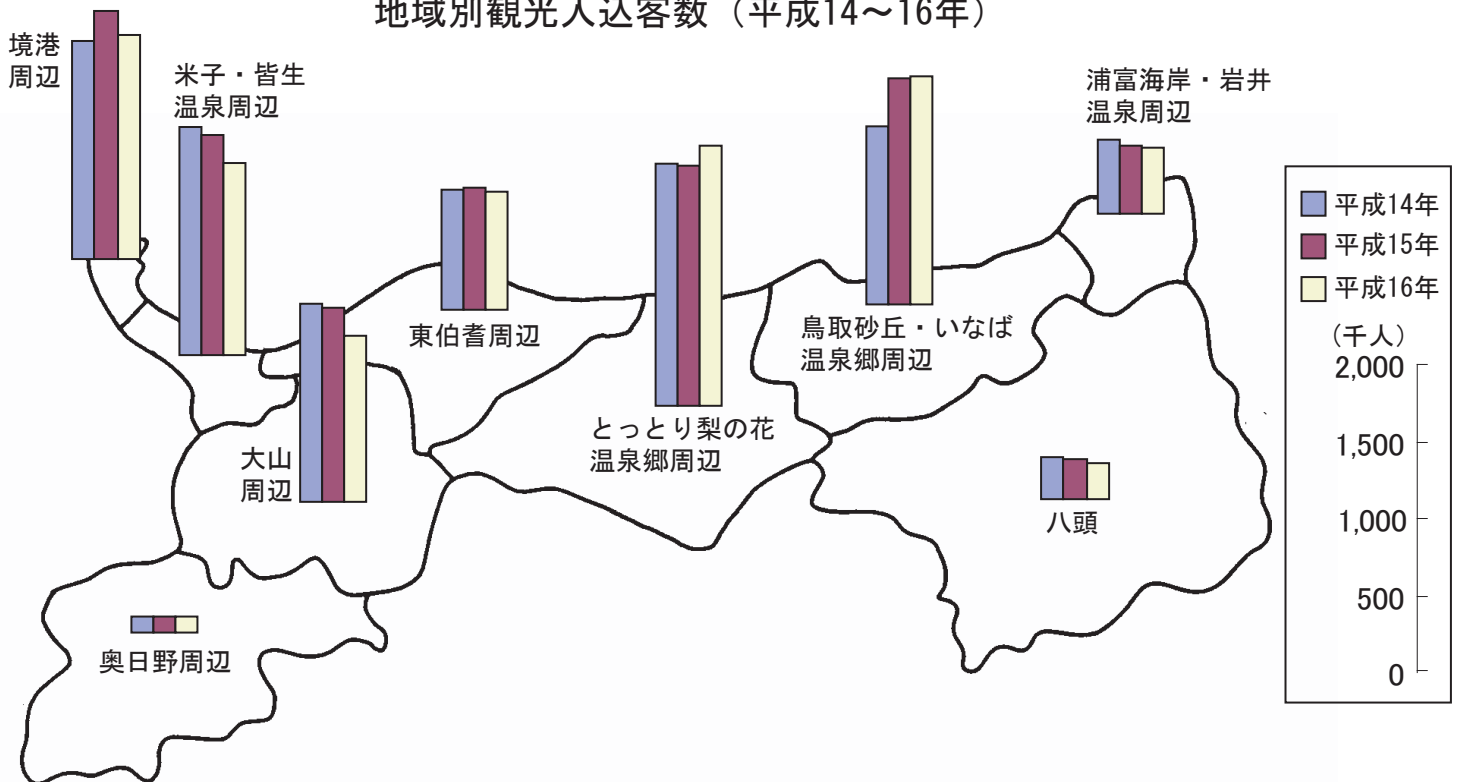 地域別観光入込客数（平成14～16年）
境港
周辺
米子・皆生
温泉周辺
浦富海岸・岩井
温泉周辺
東伯耆周辺
鳥取砂丘・いなば
温泉郷周辺
とっとり梨の花
温泉郷周辺
大山
周辺
八頭
奥日野周辺
平成14年
平成15年
平成16年
(千人)
2,000
1,500
1,000
500
0